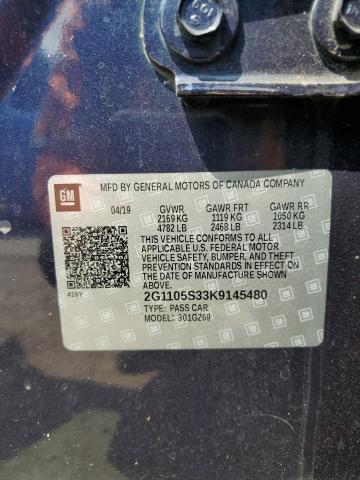 GM
MFD BY GENERAL MOTORS OF CANADA COMPANY
04/19 GVWR GAWR FRT GAWR RR
2169 KG 1119 KG 1050 KG
4782 LB 2468 LB 2314 LB
THIS VEHICLE CONFORMS TO ALL
APPLICABLE U.S. FEDERAL MOTOR
VEHICLE SAFETY, BUMPER, AND THEFT
PREVENTION STANDARDS IN EFFECT ON
THE DATE OF MANUFACTURE SHOWN
ABOVE.
416Y
2G1105S33K9145480
TYPE: PASS CAR
MODEL: 301GZ69